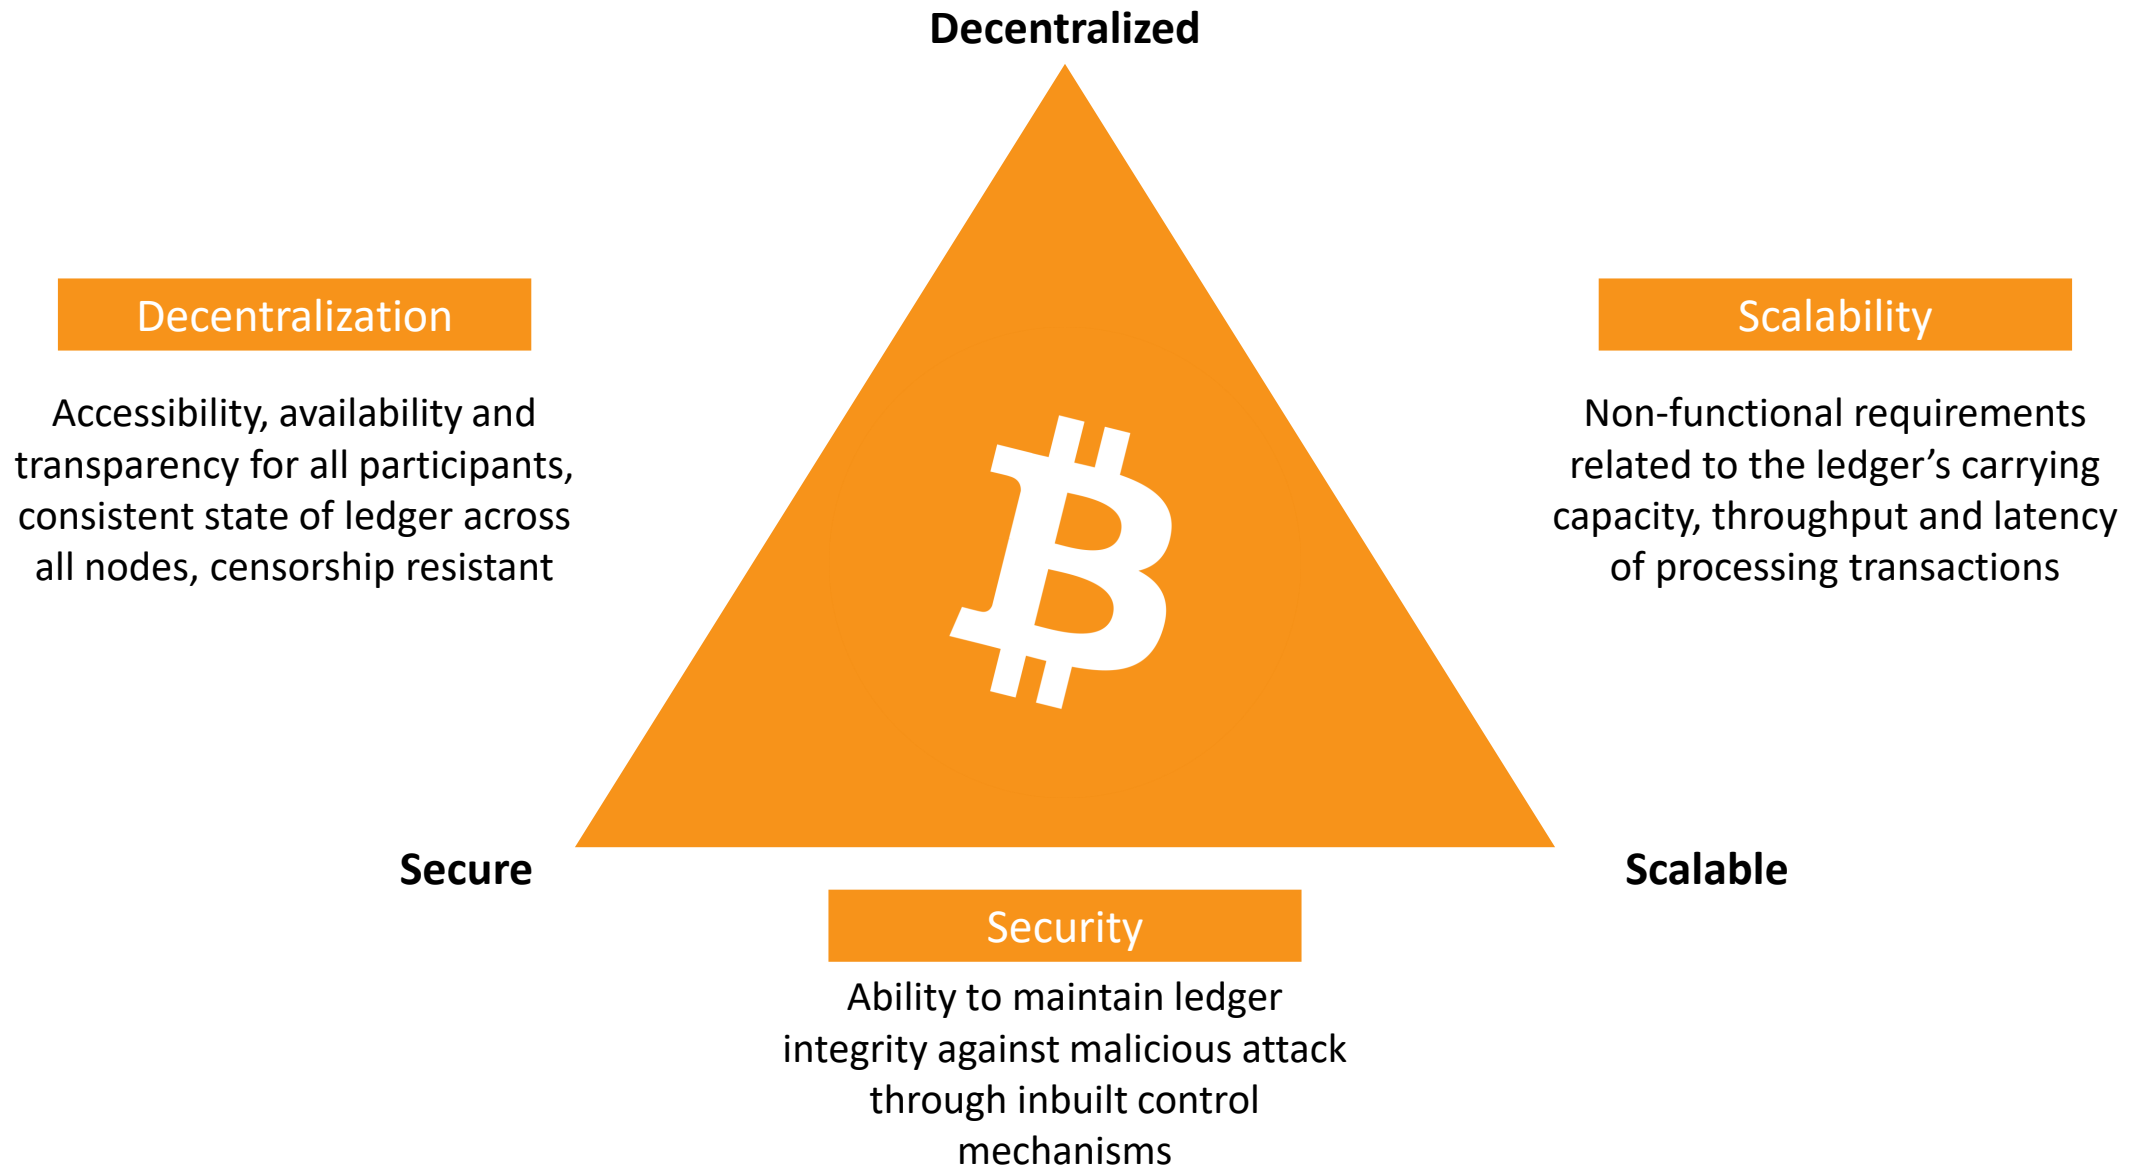 Decentralized
Decentralization
Accessibility, availability and
transparency for all participants,
consistent state of ledger across
all nodes, censorship resistant
Scalability
Non-functional requirements
related to the ledger’s carrying
capacity, throughput and latency
of processing transactions
Secure
Scalable
Security
Ability to maintain ledger
integrity against malicious attack
through inbuilt control
mechanisms